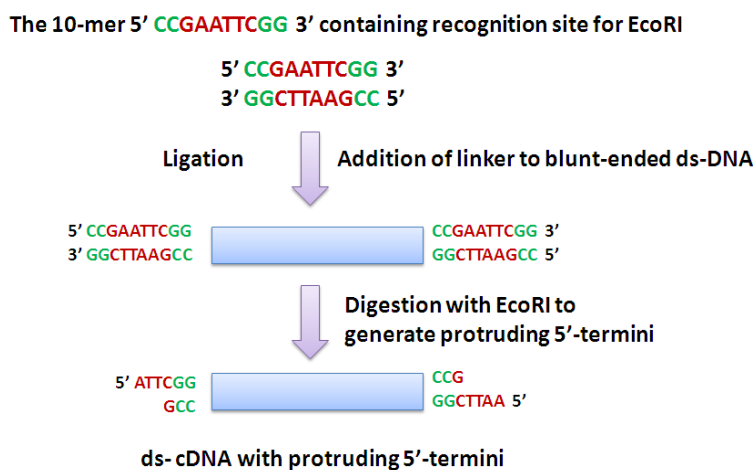 The 10-mer 5’ CCGAATTCGG 3’ containing recognition site for EcoRI
5’ CCGAATTCGG 3’
3’ GGCTTAAGCC 5’
Ligation
Addition of linker to blunt-ended ds-DNA
5’ CCGAATTCGG
3’ GGCTTAAGCC
CCGAATTCGG 3’
GGCTTAAGCC 5’
Digestion with EcoRI to
generate protruding 5’-termini
5’ ATTCGG
GCC
CCG
GGCTTAA 5’
ds- cDNA with protruding 5’-termini